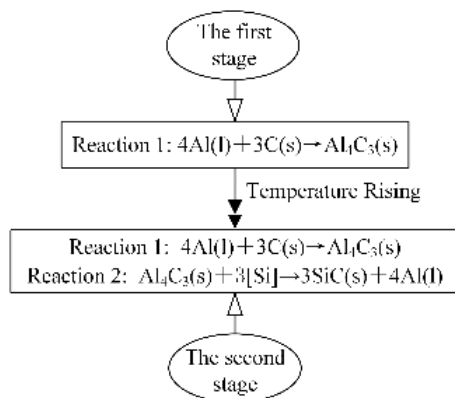 The first
stage
Reaction 1: 4Al(l)+3C(s)→Al₄C₃(s)
Temperature Rising
Reaction 1: 4Al(l)+3C(s)→Al₄C₃(s)
Reaction 2: Al₄C₃(s)+3[Si]→3SiC(s)+4Al(l)
The second
stage